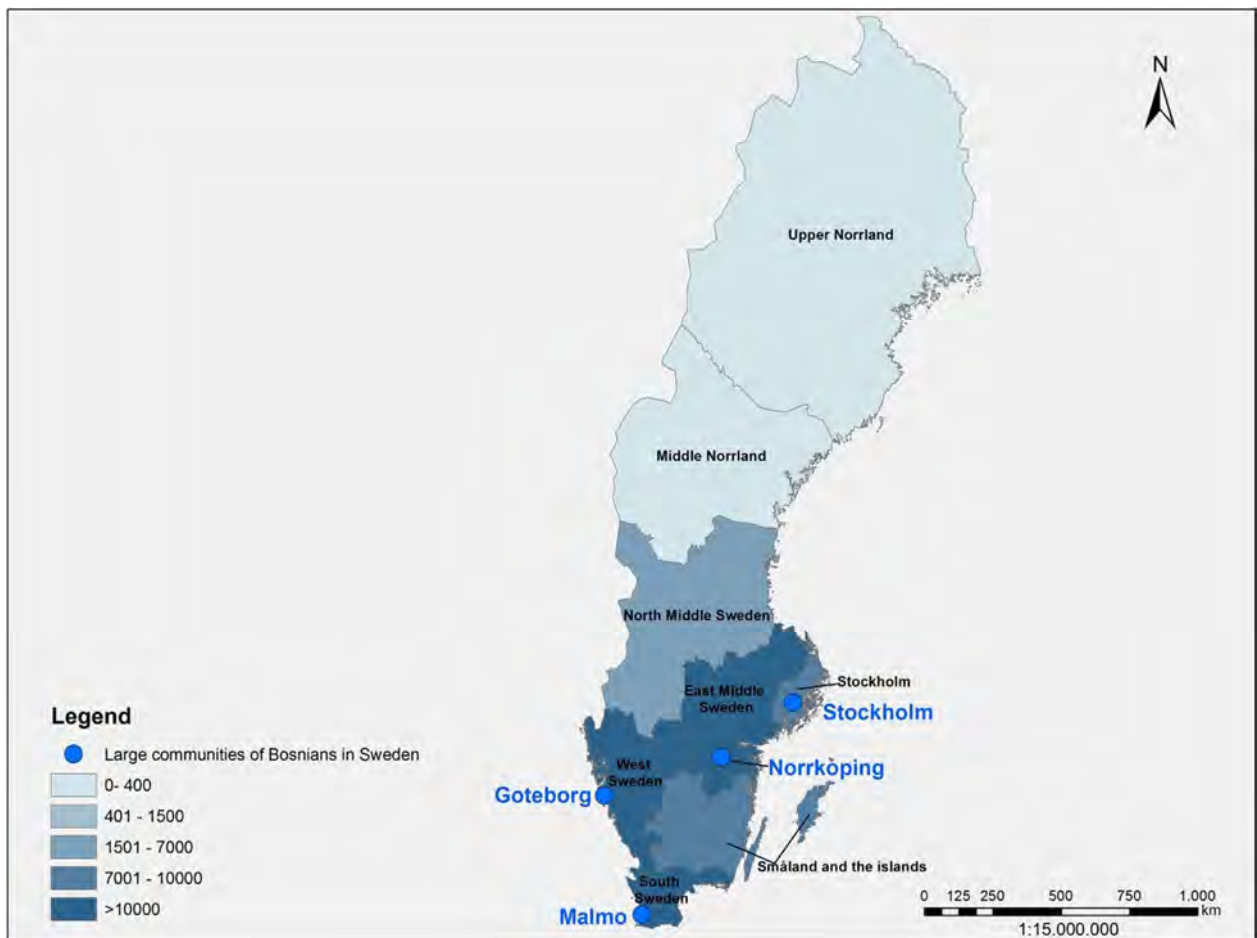 N
Upper Norrland
Middle Norrland
North Middle Sweden
East Middle
Sweden
Stockholm
Stockholm
Norrköping
West
Sweden
Goteborg
Småland and the islands
South
Sweden
Malmo
Legend
Large communities of Bosnians in Sweden
0- 400
401 - 1500
1501 - 7000
7001 - 10000
>10000
0 125 250 500 750 1.000
km
1:15.000.000